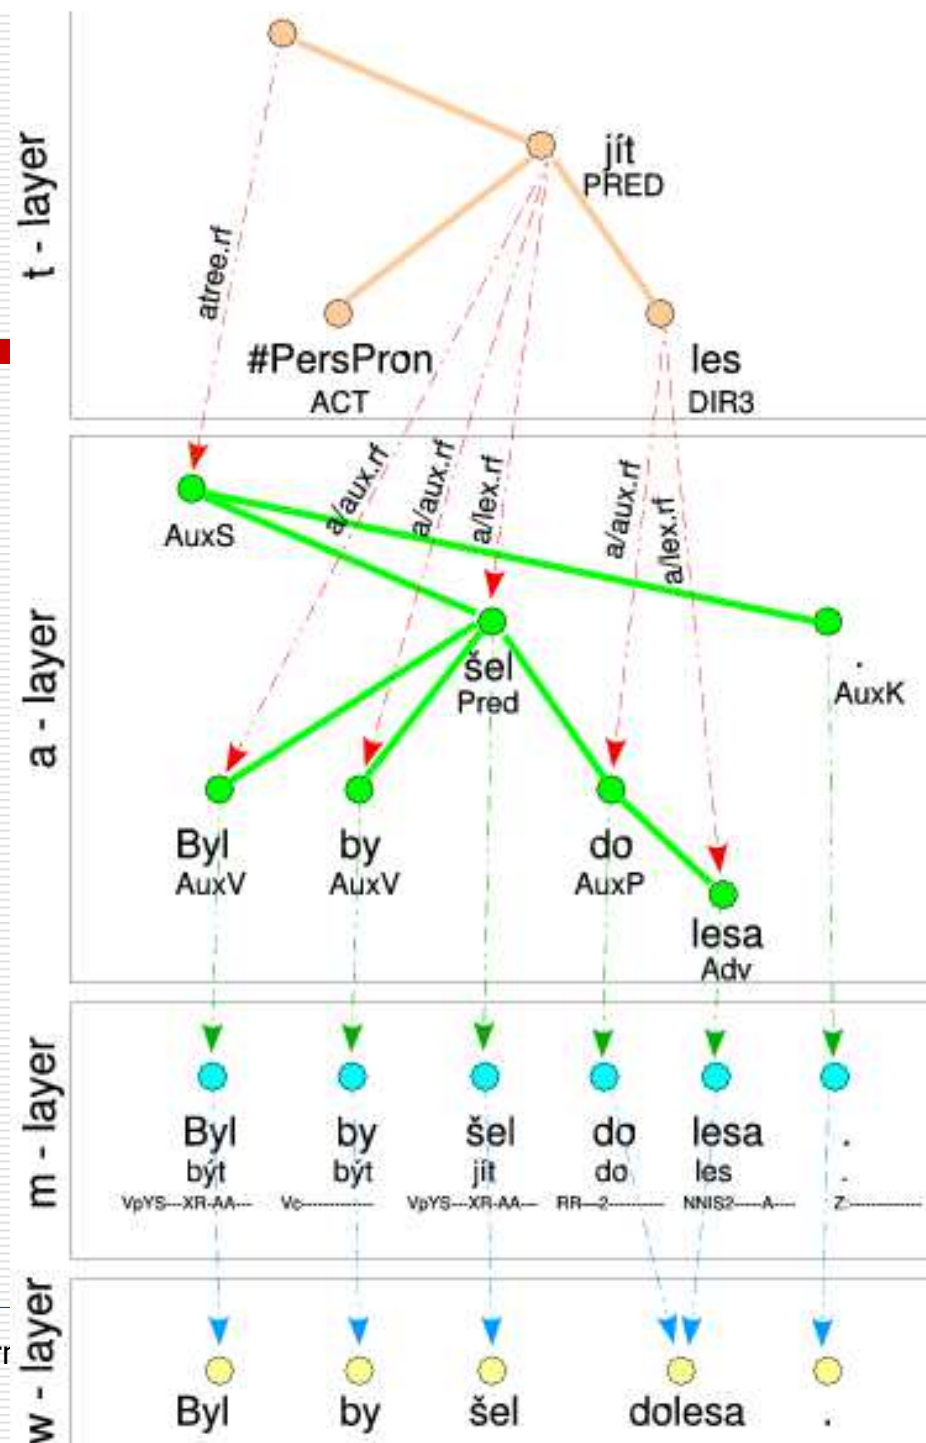 t - layer
jít
PRED
atree.rf
#PersPron
ACT
les
DIR3
a - layer
a/aux.rf
a/aux.rf
a/lex.rf
a/aux.rf
a/lex.rf
AuxS
šel
Pred
.
AuxK
Byl
AuxV
by
AuxV
do
AuxP
lesa
Adv
m - layer
Byl by šel do lesa .
být být jít do les .
VpYS---XR-AA--- Vc------------- VpYS---XR-AA--- RR--2---------- NNIS2-----A---- Z:-------------
w - layer
Byl by šel dolesa .